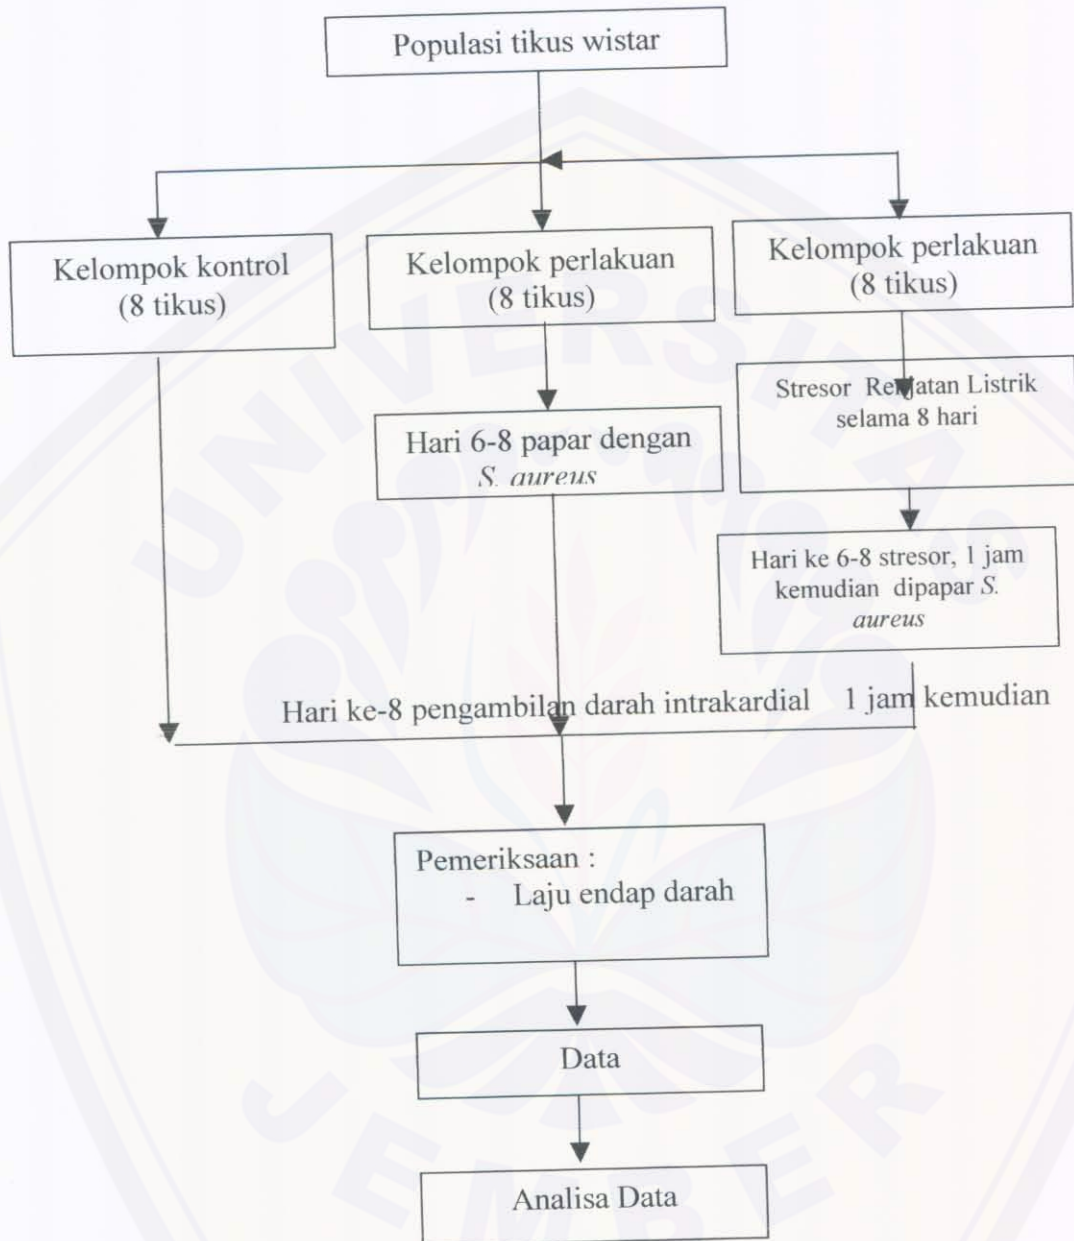 Populasi tikus wistar
Kelompok kontrol
(8 tikus)
Kelompok perlakuan
(8 tikus)
Kelompok perlakuan
(8 tikus)
Hari 6-8 papar dengan
S. aureus
Stresor Renjatan Listrik
selama 8 hari
Hari ke 6-8 stresor, 1 jam
kemudian dipapar S.
aureus
Hari ke-8 pengambilan darah intrakardial 1 jam kemudian
Pemeriksaan :
- Laju endap darah
Data
Analisa Data
UNIVERSITAS
JEMBER